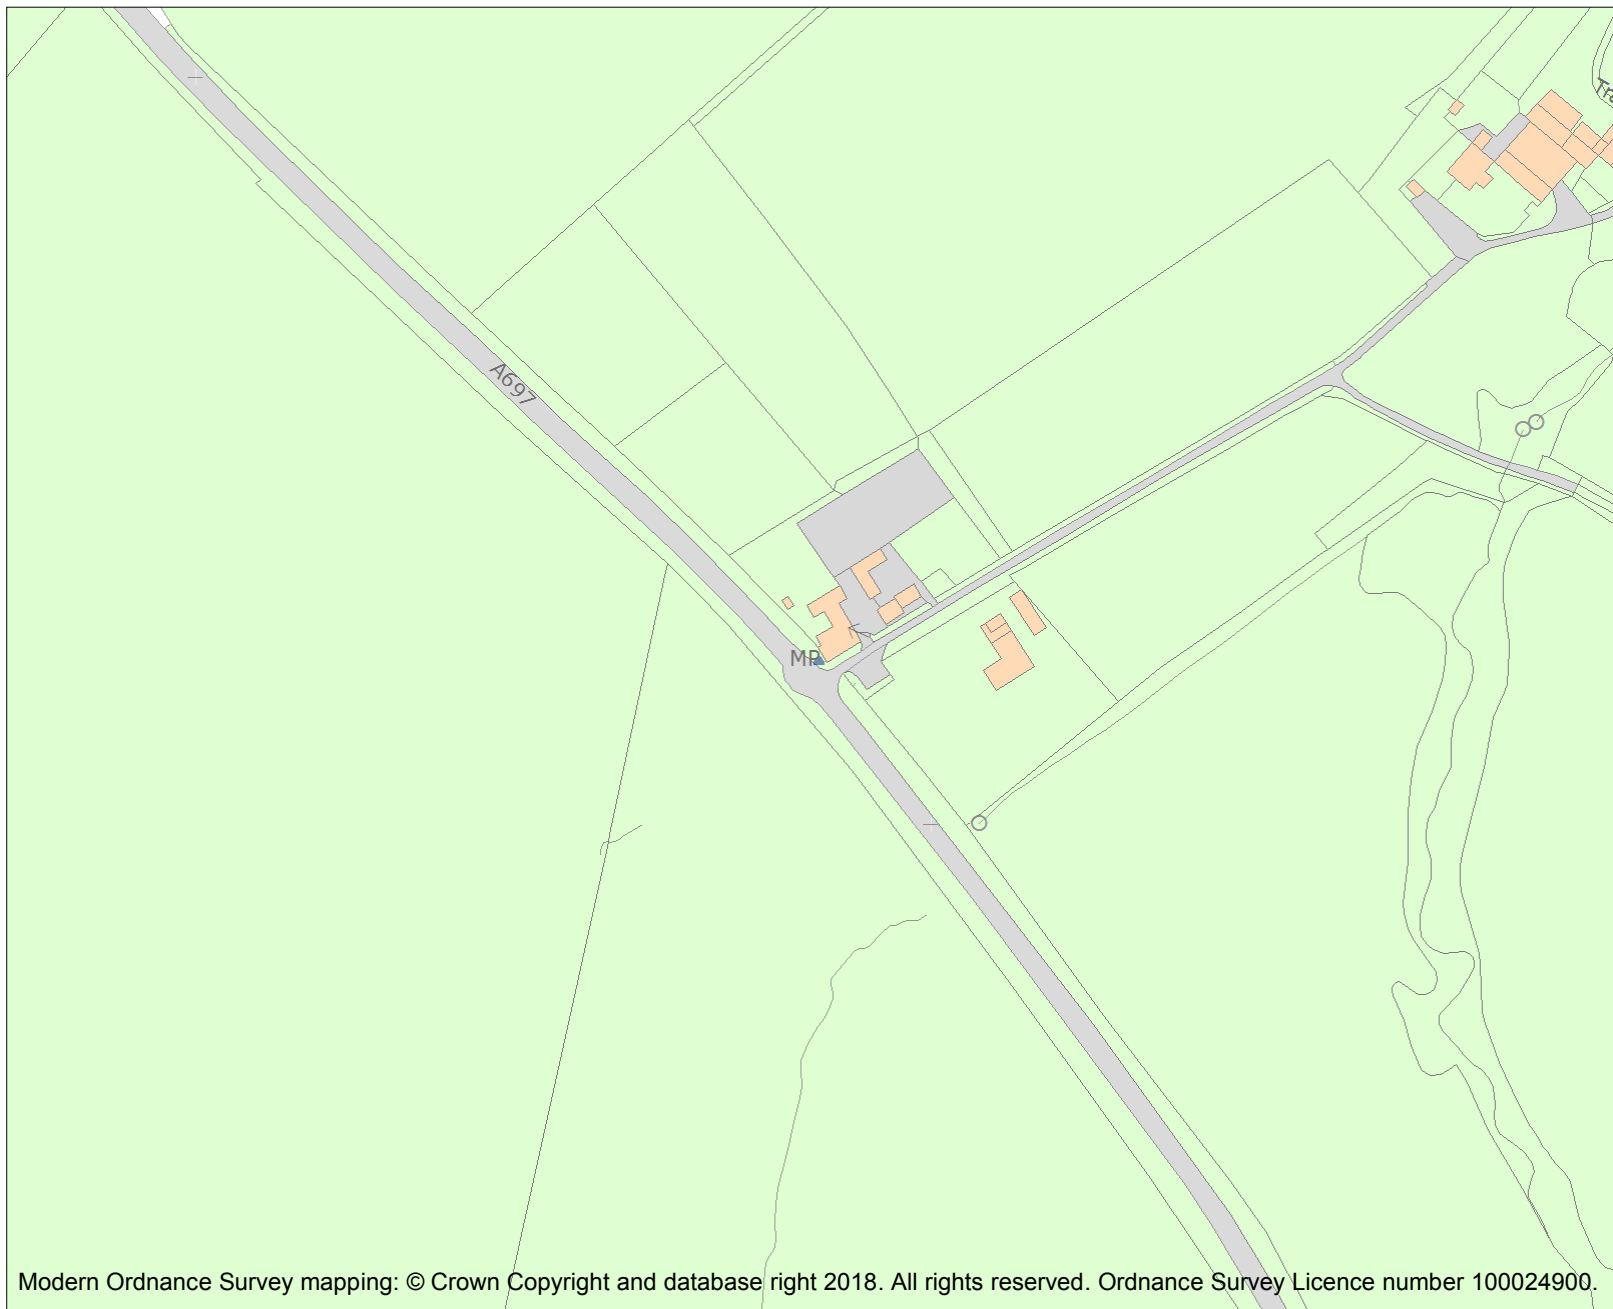 A697
MP
Modern Ordnance Survey mapping: © Crown Copyright and database right 2018. All rights reserved. Ordnance Survey Licence number 100024900.